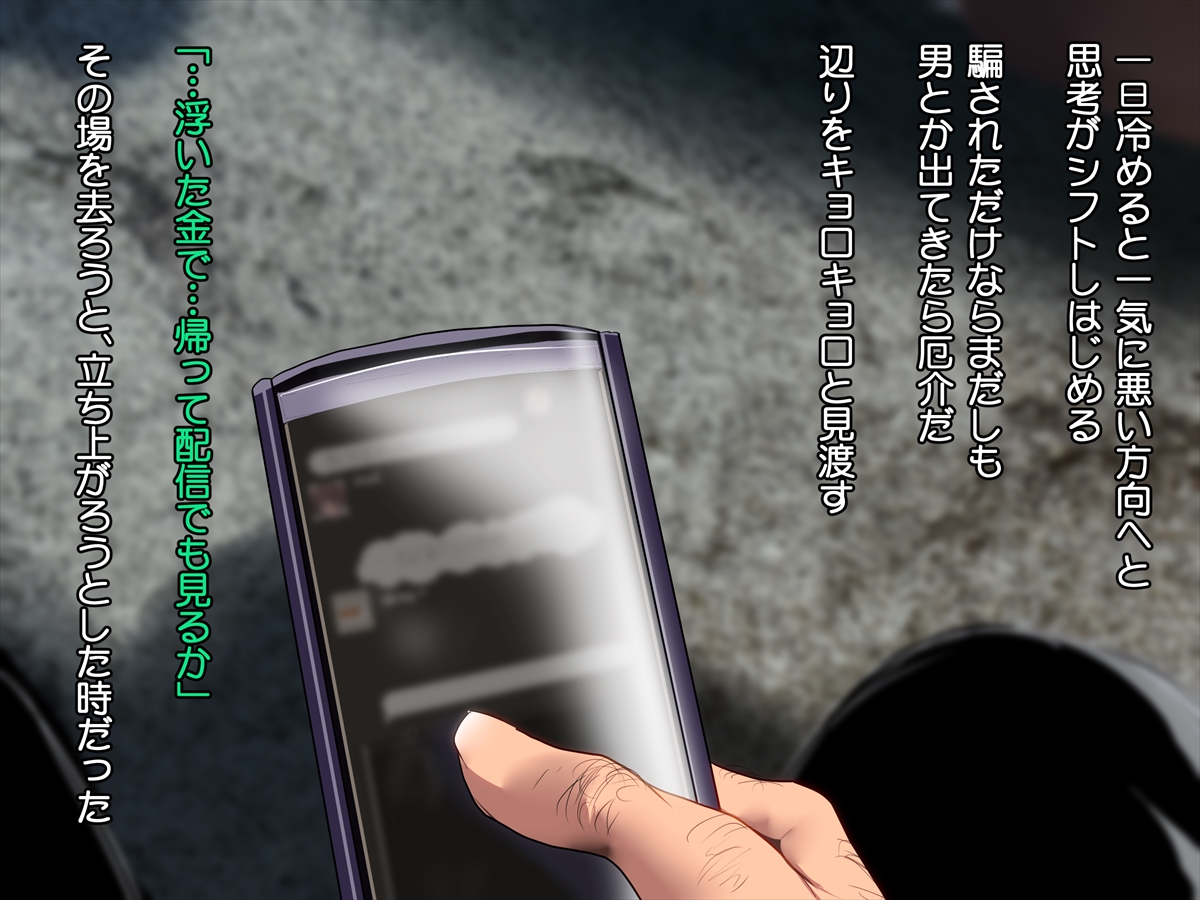 一旦冷めると一気に悪い方向へと
思考がシフトしはじめる
騙されただけならまだしも
男とか出てきたら厄介だ
辺りをキョロキョロと見渡す
「…浮いた金で…帰って配信でも見るか」
その場を去ろうと、立ち上がろうとした時だった